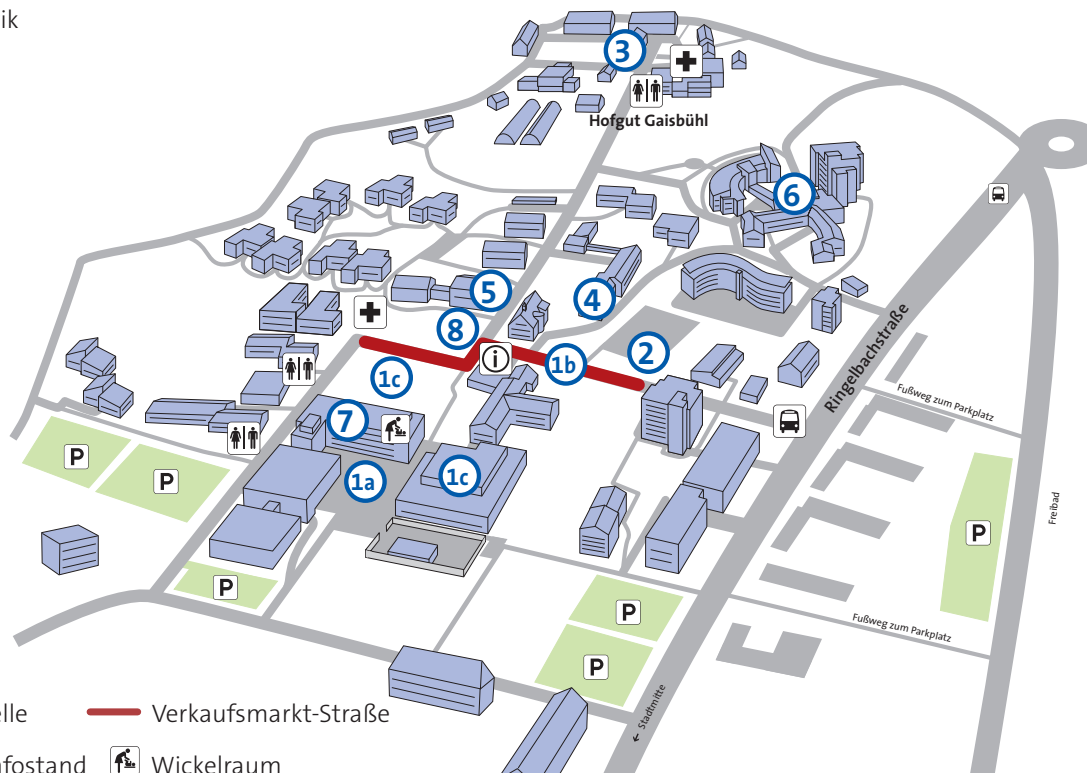 ik
3
Hofgut Gaisbühl
6
5
4
8
i
1b
2
1c
Ringelbachstraße
Fußweg zum Parkplatz
7
1a
1c
P
P
P
Freibad
P
P
Fußweg zum Parkplatz
P
← Stadtmitte
elle
Verkaufsmarkt-Straße
fostand
Wickelraum